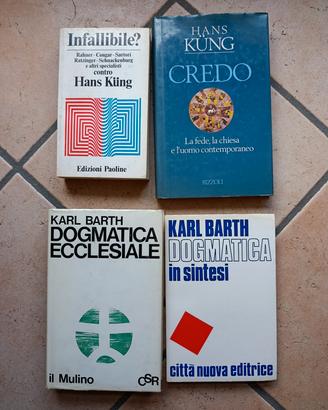 Infallibile?
Rahner - Congar - Sartori
Ratzinger - Schnackenburg
e altri specialisti
contro
Hans Küng
Edizioni Paoline
HANS
KÜNG
CREDO
La fede, la chiesa
e l'uomo contemporaneo
RIZZOLI
KARL BARTH
DOGMATICA
ECCLESIALE
il Mulino
CSR
KARL BARTH
DOGMATICA
in sintesi
città nuova editrice